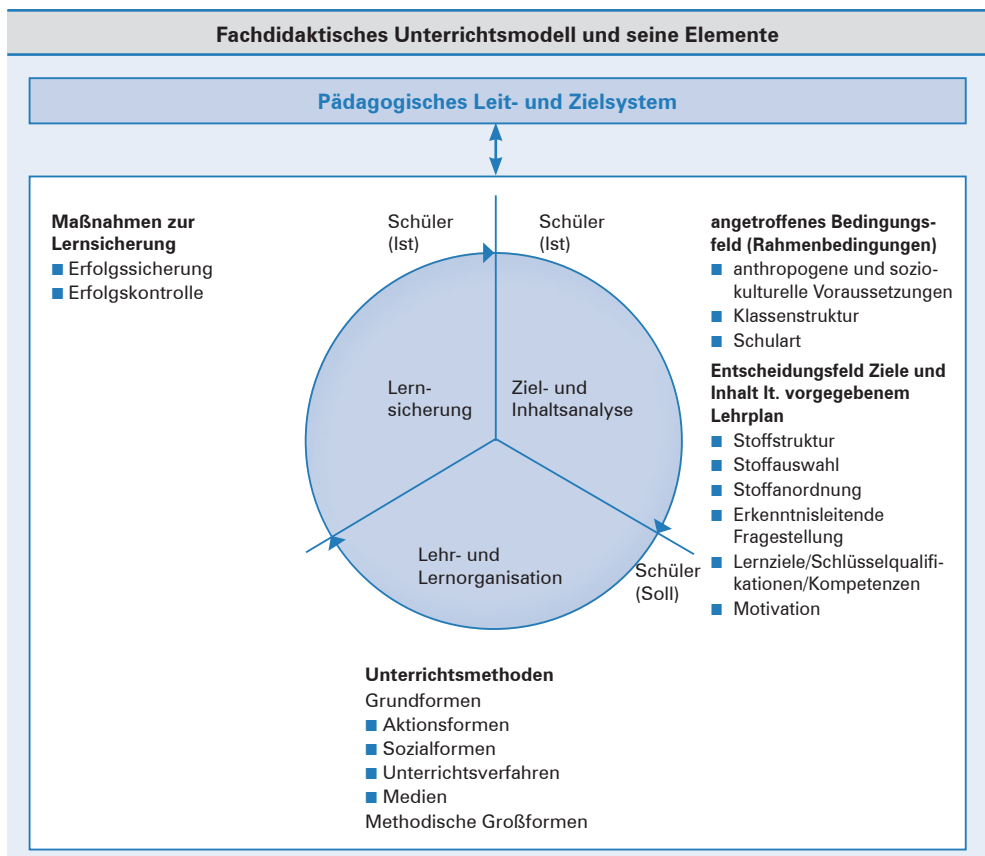 Fachdidaktisches Unterrichtsmodell und seine Elemente
Pädagogisches Leit- und Zielsystem
Maßnahmen zur
Lernsicherung
■ Erfolgssicherung
■ Erfolgskontrolle
Schüler
(Ist)
Schüler
(Ist)
angetroffenes Bedingungs-
feld (Rahmenbedingungen)
■ anthropogene und sozio-
kulturelle Voraussetzungen
■ Klassenstruktur
■ Schulart
Entscheidungsfeld Ziele und
Inhalt lt. vorgegebenem
Lehrplan
■ Stoffstruktur
■ Stoffauswahl
■ Stoffanordnung
■ Erkenntnisleitende
Fragestellung
■ Lernziele/Schlüsselqualifi-
kationen/Kompetenzen
■ Motivation
Lern-
sicherung
Ziel- und
Inhaltsanalyse
Lehr- und
Lernorganisation
Schüler
(Soll)
Unterrichtsmethoden
Grundformen
■ Aktionsformen
■ Sozialformen
■ Unterrichtsverfahren
■ Medien
Methodische Großformen